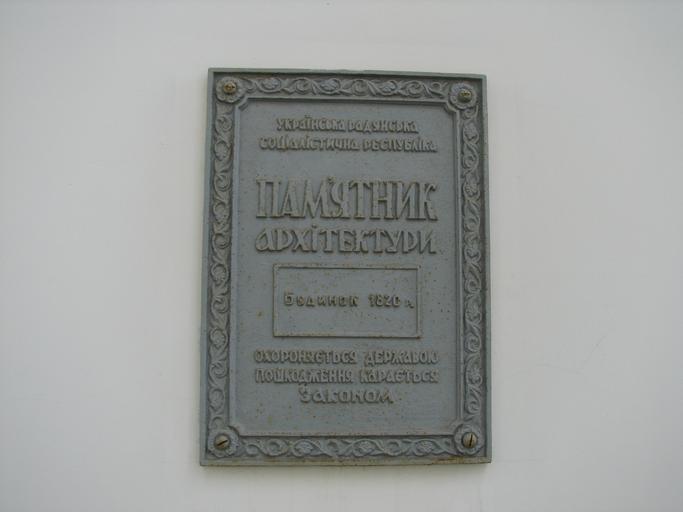 Українська радянська
соціалістична республіка
ПАМ'ЯТНИК
архітектури
Будинок 1820 р.
охороняється державою
пошкодження карається
законом